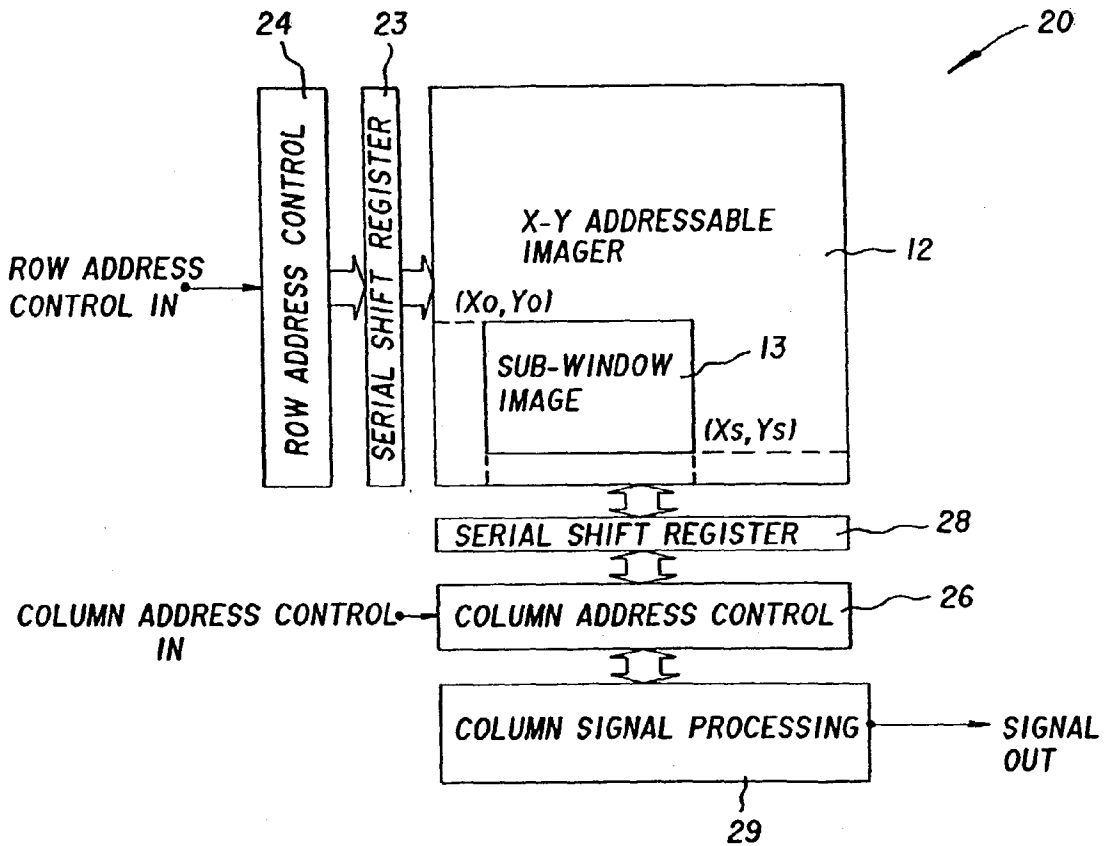 24
23
20
ROW ADDRESS CONTROL
SERIAL SHIFT REGISTER
X-Y ADDRESSABLE
IMAGER
12
ROW ADDRESS
CONTROL IN
(Xo, Yo)
SUB-WINDOW
IMAGE
13
(Xs, Ys)
SERIAL SHIFT REGISTER
28
COLUMN ADDRESS CONTROL
IN
COLUMN ADDRESS CONTROL
26
COLUMN SIGNAL PROCESSING
SIGNAL
OUT
29